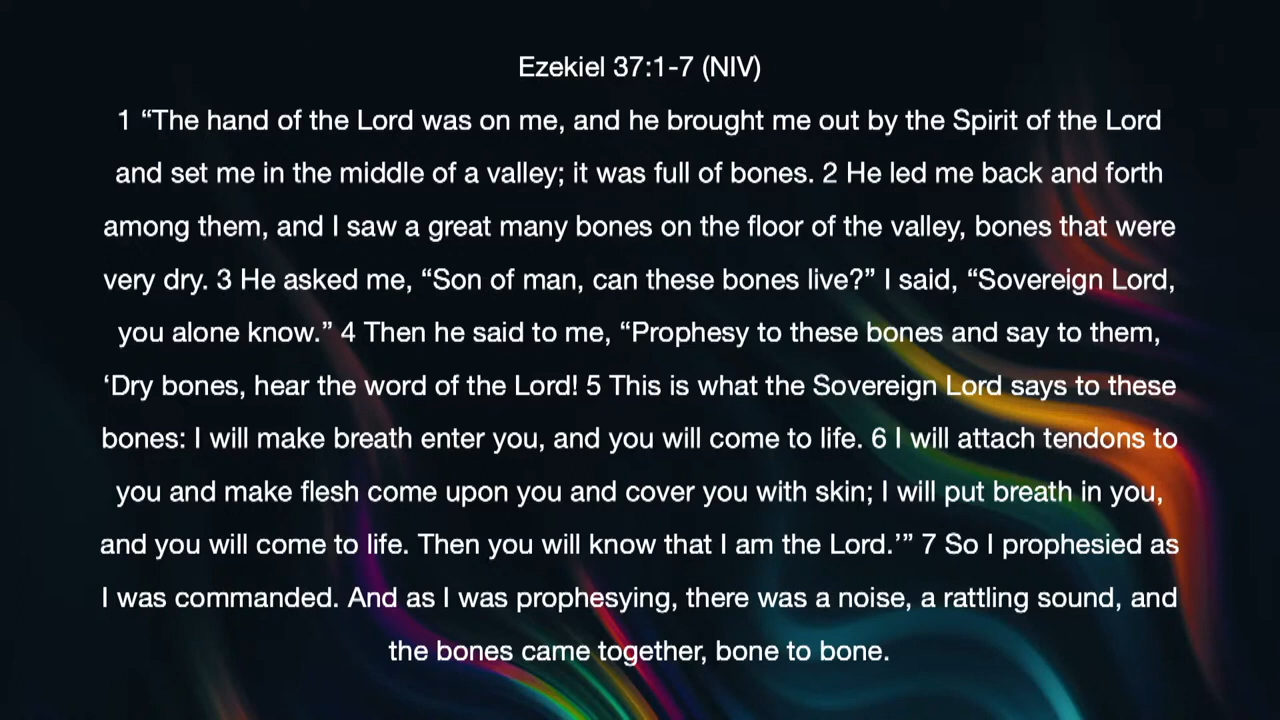 Ezekiel 37:1-7 (NIV)
1 “The hand of the Lord was on me, and he brought me out by the Spirit of the Lord
and set me in the middle of a valley; it was full of bones. 2 He led me back and forth
among them, and I saw a great many bones on the floor of the valley, bones that were
very dry. 3 He asked me, “Son of man, can these bones live?” I said, “Sovereign Lord,
you alone know.” 4 Then he said to me, “Prophesy to these bones and say to them,
‘Dry bones, hear the word of the Lord! 5 This is what the Sovereign Lord says to these
bones: I will make breath enter you, and you will come to life. 6 I will attach tendons to
you and make flesh come upon you and cover you with skin; I will put breath in you,
and you will come to life. Then you will know that I am the Lord.’” 7 So I prophesied as
I was commanded. And as I was prophesying, there was a noise, a rattling sound, and
the bones came together, bone to bone.